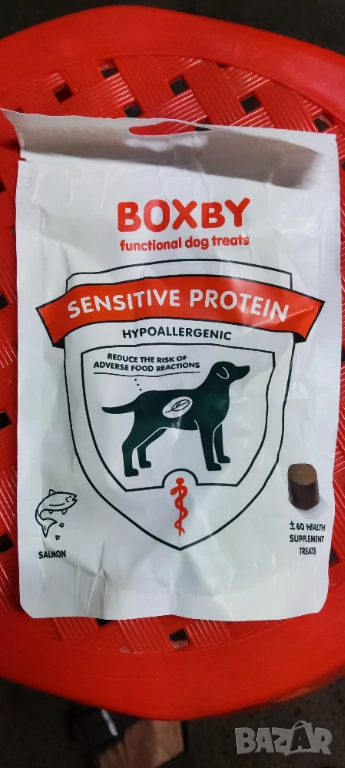 BOXBY
functional dog treats
SENSITIVE PROTEIN
HYPOALLERGENIC
REDUCE THE RISK OF
ADVERSE FOOD REACTIONS
SALMON
± 60 HEALTH
SUPPLEMENT
TREATS
BAZAR